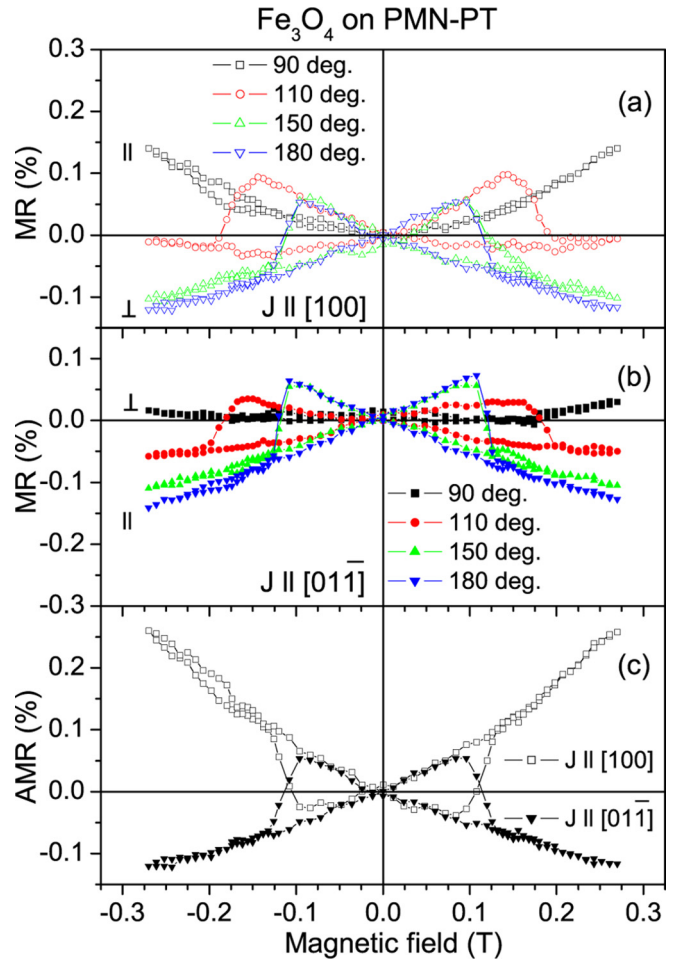 Fe₃O₄ on PMN-PT
0.3
0.2
0.1
0.0
-0.1
MR (%)
90 deg.
110 deg.
150 deg.
180 deg.
(a)
||
⊥
J || [100]
0.1
0.0
-0.1
-0.2
-0.3
MR (%)
(b)
⊥
||
90 deg.
110 deg.
150 deg.
180 deg.
J || [011̅]
0.2
0.1
0.0
-0.1
AMR (%)
(c)
J || [100]
J || [011̅]
-0.3 -0.2 -0.1 0.0 0.1 0.2 0.3
Magnetic field (T)